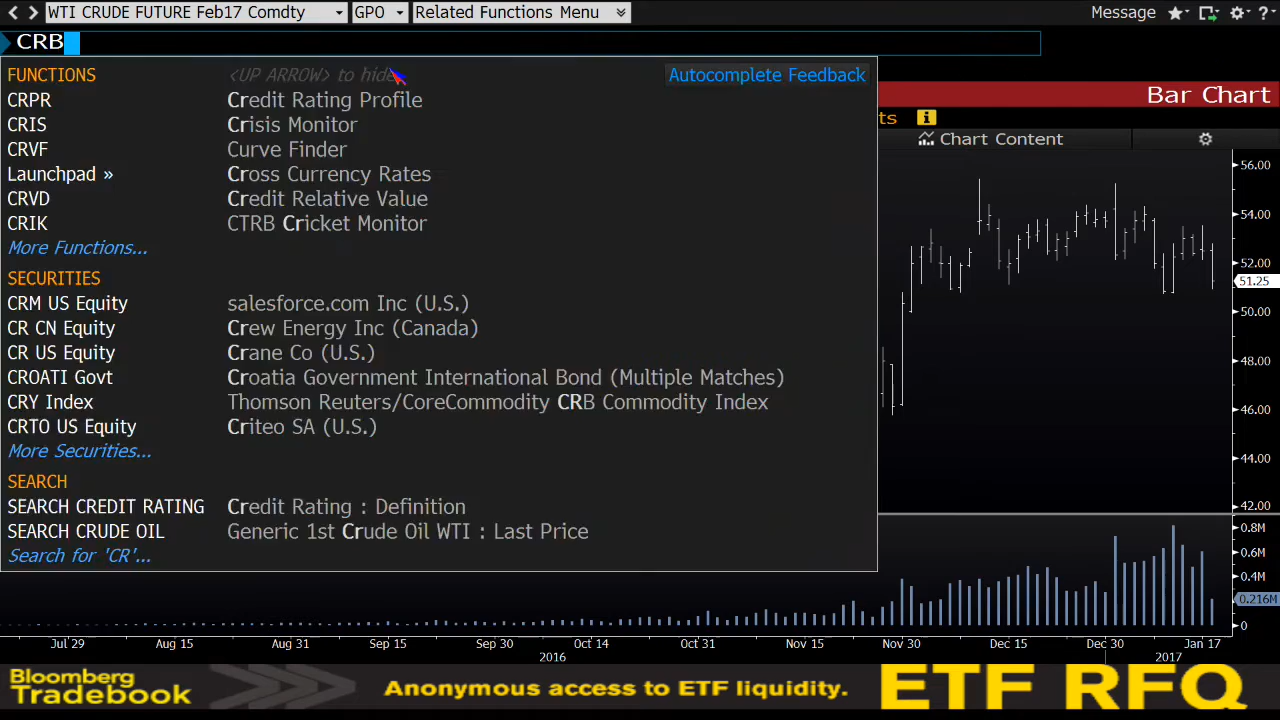 WTI CRUDE FUTURE Feb17 Comdty GPO Related Functions Menu Message ?
CRB
FUNCTIONS <UP ARROW> to hide Autocomplete Feedback
CRPR Credit Rating Profile
CRIS Crisis Monitor
CRVF Curve Finder
Launchpad » Cross Currency Rates
CRVD Credit Relative Value
CRIK CTRB Cricket Monitor
More Functions...
SECURITIES
CRM US Equity salesforce.com Inc (U.S.)
CR CN Equity Crew Energy Inc (Canada)
CR US Equity Crane Co (U.S.)
CROATI Govt Croatia Government International Bond (Multiple Matches)
CRY Index Thomson Reuters/CoreCommodity CRB Commodity Index
CRTO US Equity Criteo SA (U.S.)
More Securities...
SEARCH
SEARCH CREDIT RATING Credit Rating : Definition
SEARCH CRUDE OIL Generic 1st Crude Oil WTI : Last Price
Search for 'CR'...
Bar Chart
ts i
Chart Content
56.00
54.00
52.00
51.25
50.00
48.00
46.00
44.00
42.00
0.8M
0.6M
0.4M
0.216M
0
Jul 29 Aug 15 Aug 31 Sep 15 Sep 30 Oct 14 Oct 31 Nov 15 Nov 30 Dec 15 Dec 30 Jan 17
2016 2017
Bloomberg
Tradebook
Anonymous access to ETF liquidity.
ETF RFQ